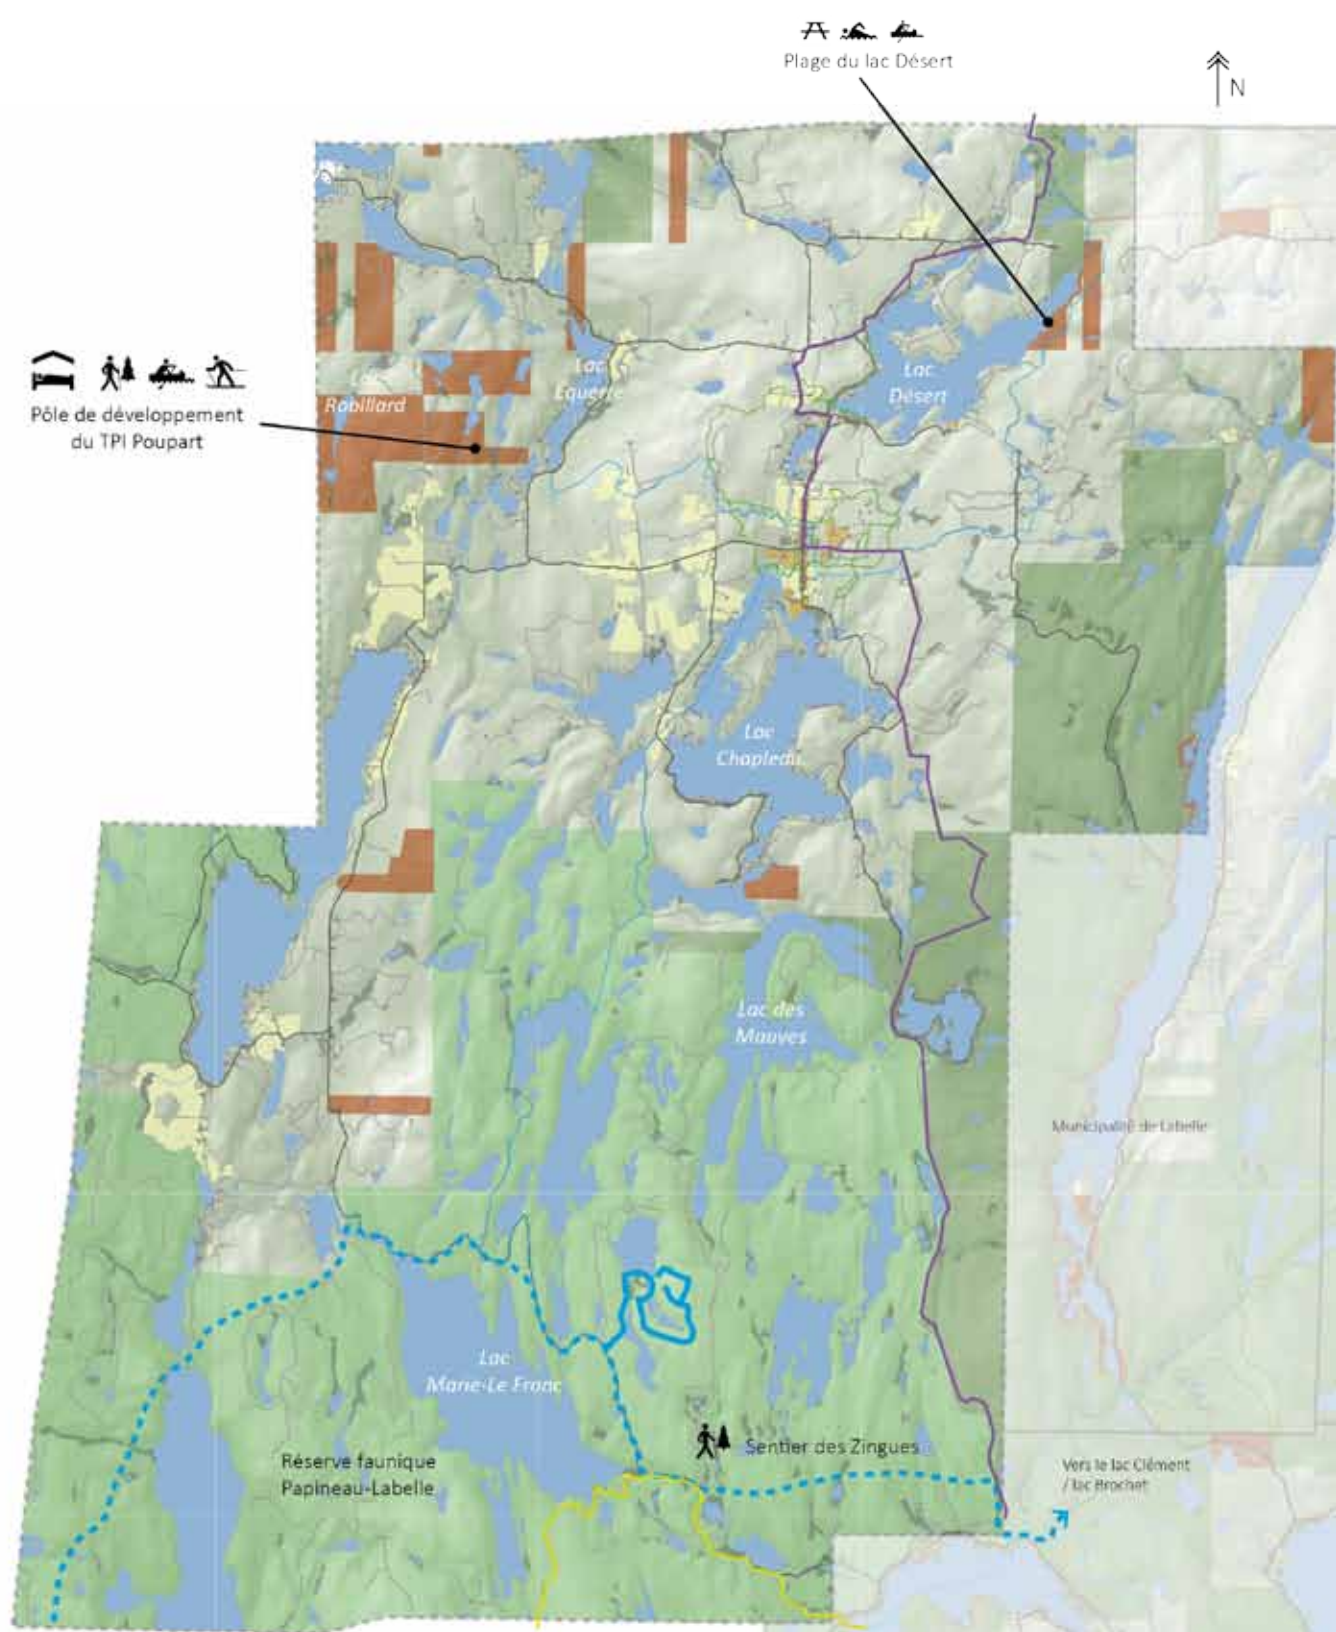 Plage du lac Désert
N
Pôle de développement
du TPI Poupart
Robillard
Lac
Équerre
Lac
Désert
Lac
Chapleau
Lac des
Mauves
Municipalité de Labelle
Lac
Marie-Le Franc
Sentier des Zingues
Réserve faunique
Papineau-Labelle
Vers le lac Clément
/ lac Brochet